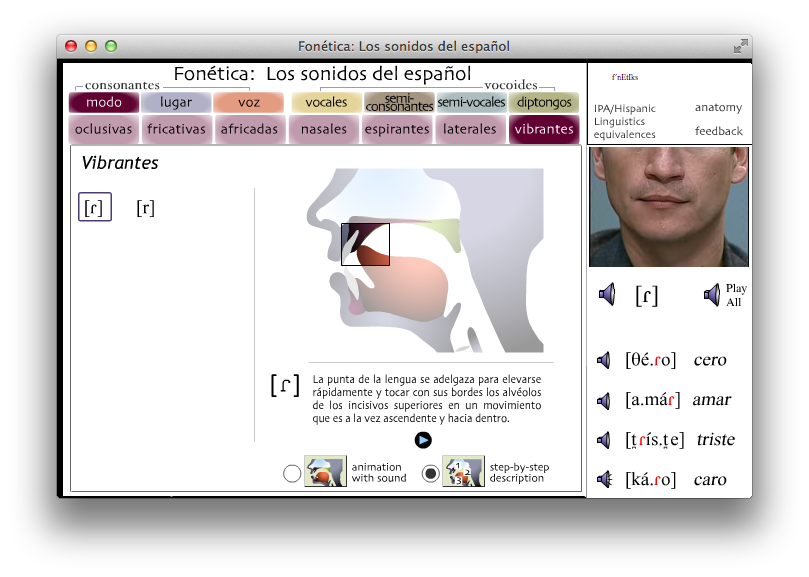 Fonética: Los sonidos del español
Fonética: Los sonidos del español
consonantes
vocoides
modo
lugar
voz
vocales
semi-
consonantes
semi-vocales
diptongos
oclusivas
fricativas
africadas
nasales
espirantes
laterales
vibrantes
Vibrantes
[ɾ]
[r]
[ɾ]
La punta de la lengua se adelgaza para elevarse
rápidamente y tocar con sus bordes los alvéolos
de los incisivos superiores en un movimiento
que es a la vez ascendente y hacia dentro.
animation
with sound
1
2
3
step-by-step
description
IPA/Hispanic
Linguistics
equivalences
anatomy
feedback
[ɾ]
Play
All
[θé.ɾo] cero
[a.máɾ] amar
[t̪ɾís.t̪e] triste
[ká.ɾo] caro